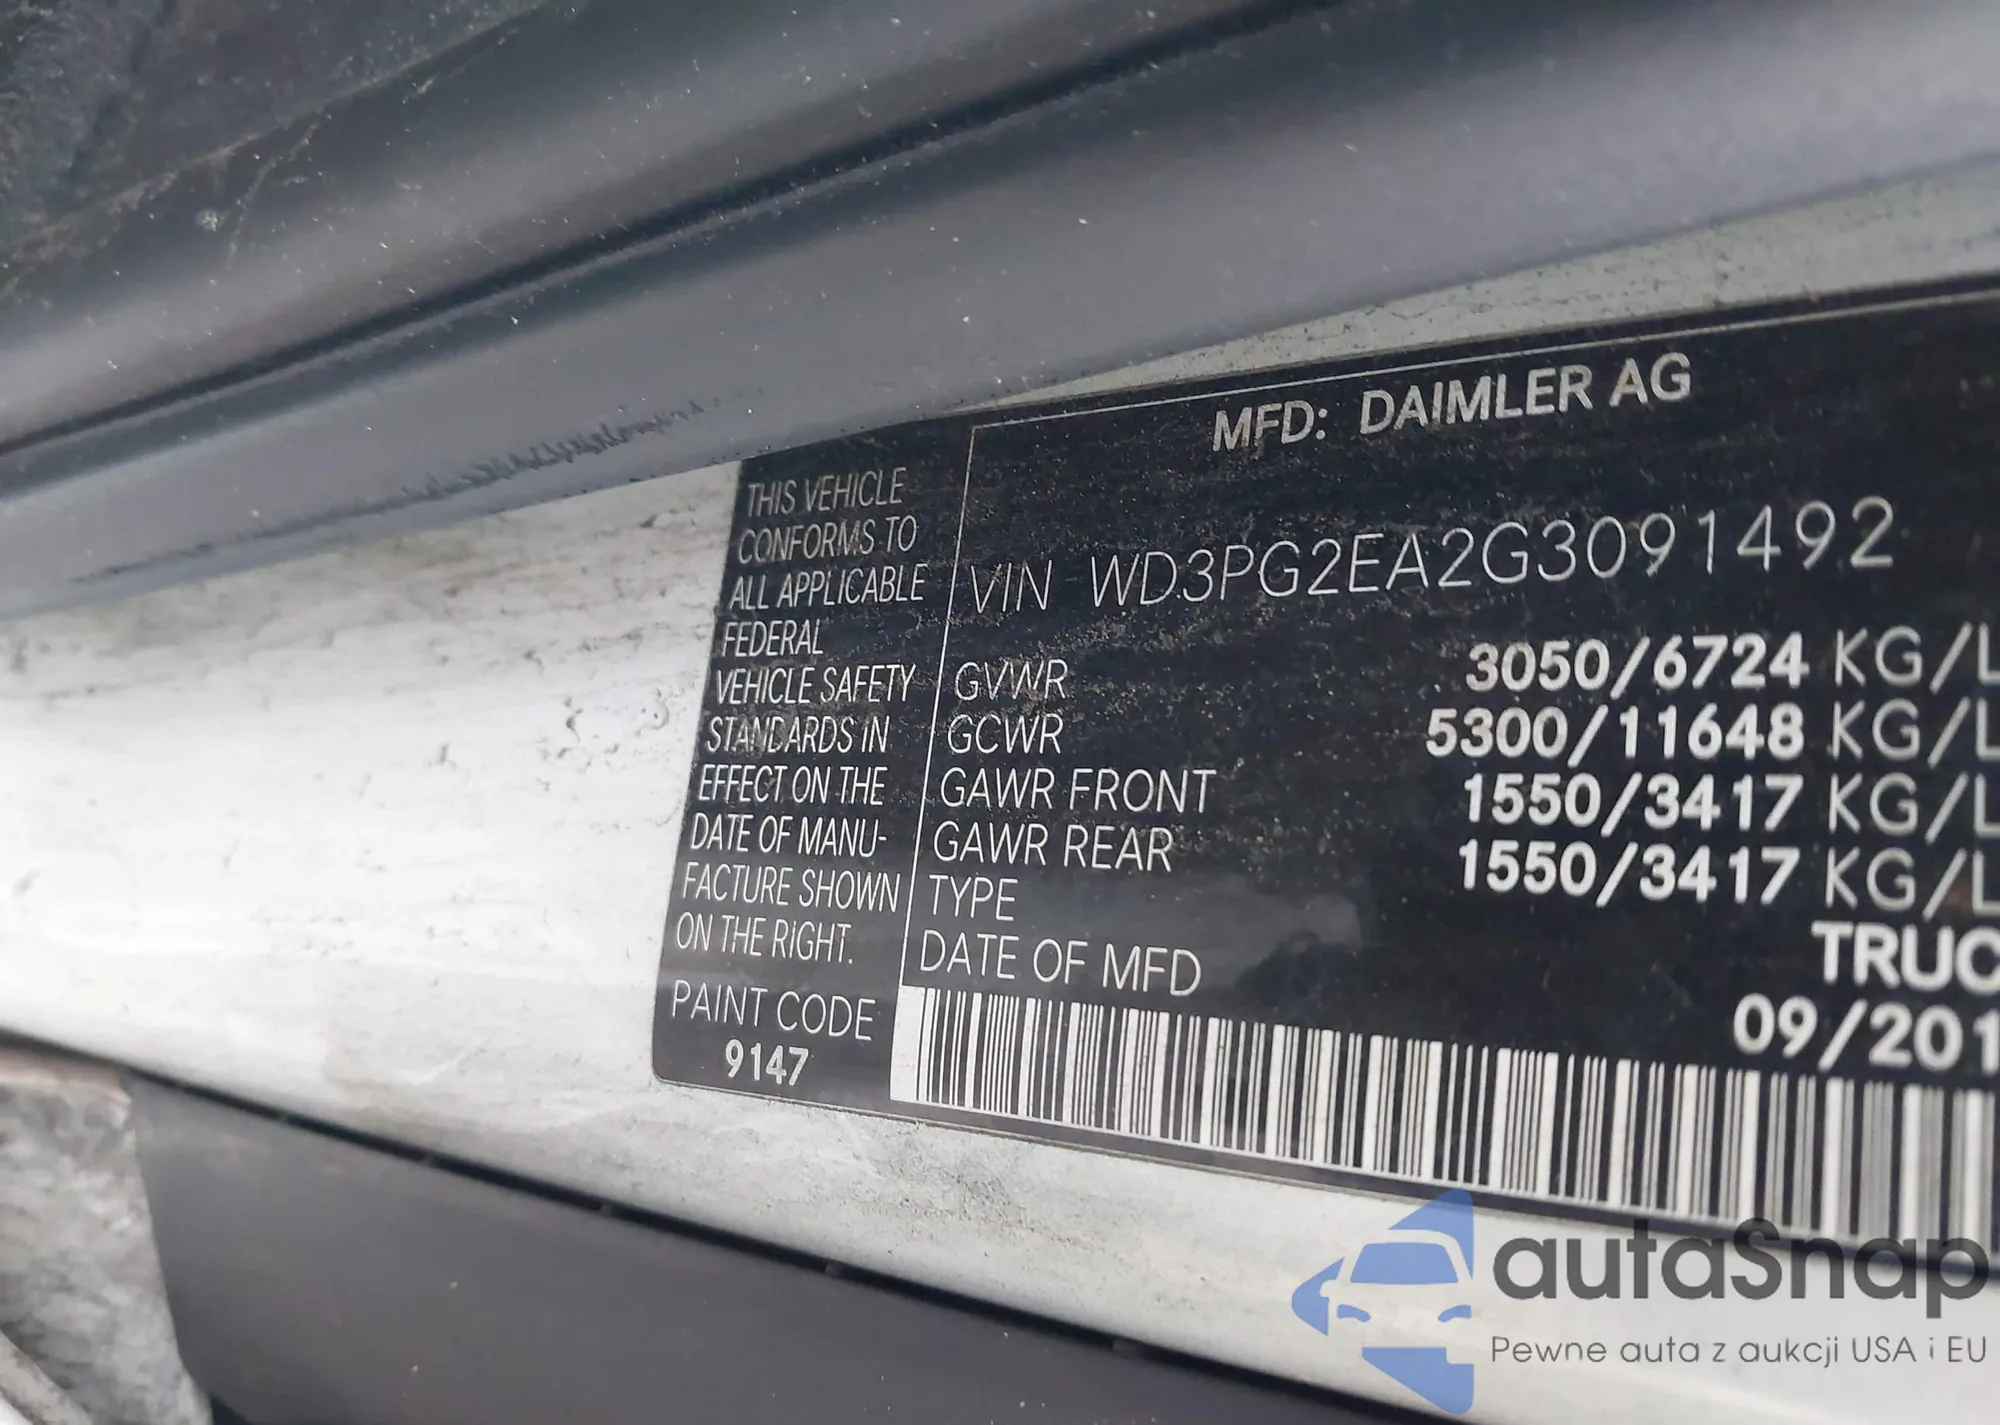 MFD: DAIMLER AG
THIS VEHICLE
CONFORMS TO
ALL APPLICABLE
FEDERAL
VEHICLE SAFETY
STANDARDS IN
EFFECT ON THE
DATE OF MANU-
FACTURE SHOWN
ON THE RIGHT.
PAINT CODE
9147
VIN WD3PG2EA2G3091492
GVWR 3050/6724 KG/L
GCWR 5300/11648 KG/L
GAWR FRONT 1550/3417 KG/L
GAWR REAR 1550/3417 KG/L
TYPE TRUC
DATE OF MFD 09/201
autaSnap
Pewne auta z aukcji USA i EU